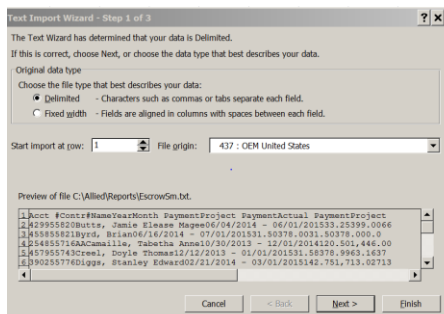 Text Import Wizard - Step 1 of 3
The Text Wizard has determined that your data is Delimited.
If this is correct, choose Next, or choose the data type that best describes your data.
Original data type
Choose the file type that best describes your data:
Delimited - Characters such as commas or tabs separate each field.
Fixed width - Fields are aligned in columns with spaces between each field.
Start import at row: 1 File origin: 437 : OEM United States
Preview of file C:\Allied\Reports\EscrowSm.txt.
1 Acct #Contr#NameYearMonth PaymentProject PaymentActual PaymentProject
2 429955820Butts, Jamie Elease Magee06/04/2014 - 06/01/201533.25399.0066
3 455855821Byrd, Brian06/16/2014 - 07/01/201531.50378.0031.50378.000.0
4 254855716AACamaille, Tabetha Anne10/30/2013 - 12/01/2014120.501,446.00
5 457955743Creel, Doyle Thomas12/12/2013 - 01/01/201531.58378.9963.1637
6 390255776Diggs, Stanley Edward02/21/2014 - 03/01/2015142.751,713.02713
Cancel < Back Next > Finish